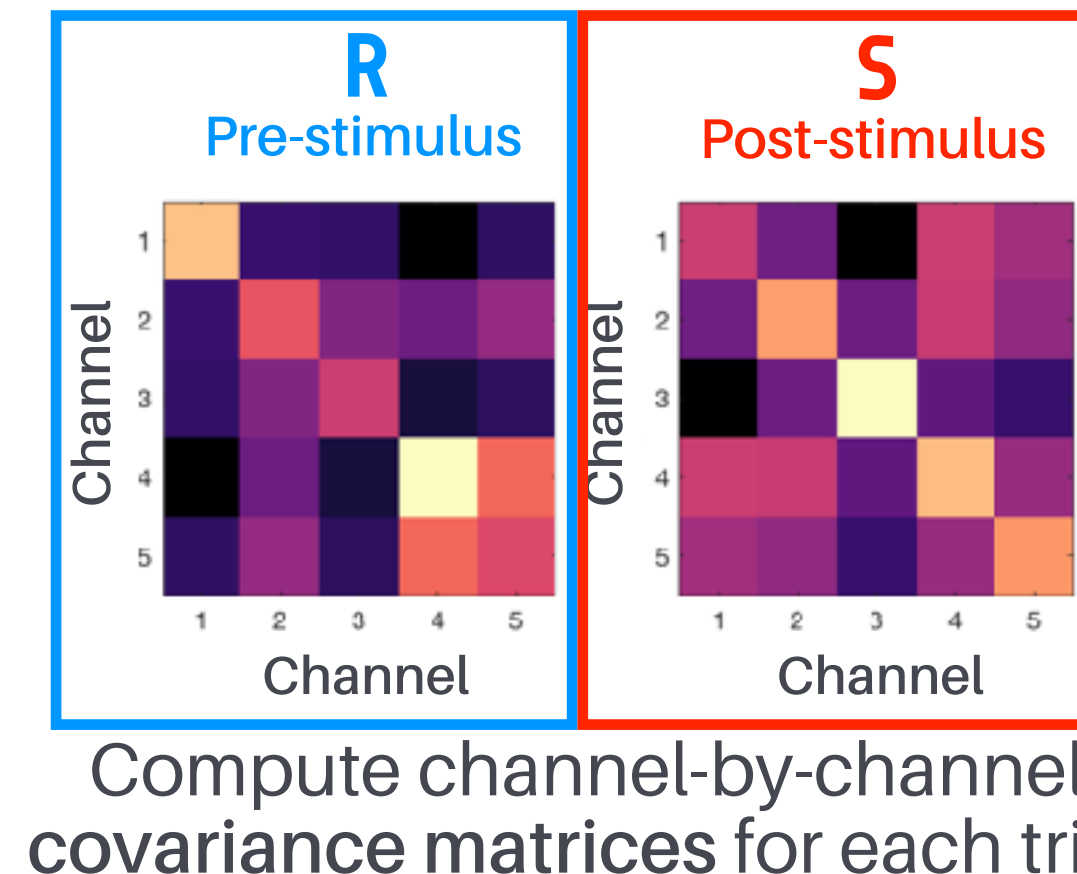 R
Pre-stimulus
1
2
3
4
5
Channel
1 2 3 4 5
Channel
S
Post-stimulus
1
2
3
4
5
Channel
1 2 3 4 5
Channel
Compute channel-by-channel
covariance matrices for each